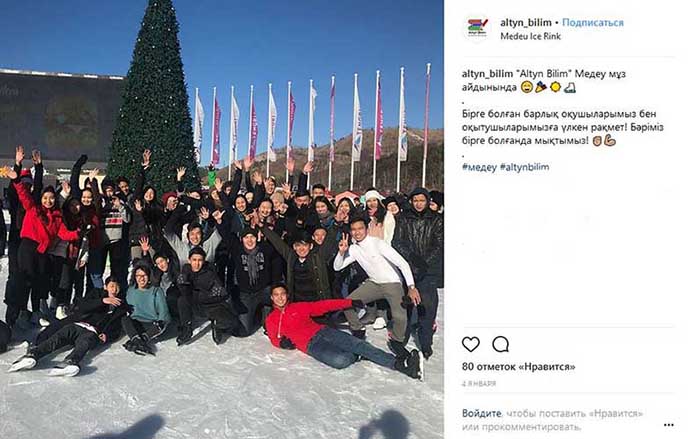 altyn_bilim • Подписаться
Medeu Ice Rink
altyn_bilim "Altyn Bilim" Медеу мұз
айдынында 😄🎉☀️⛸️
.
Бірге болған барлық оқушыларымыз бен
оқытушыларымызға үлкен рақмет! Бәріміз
бірге болғанда мықтымыз! ✊💪
.
#медеу #altynbilim
80 отметок «Нравится»
4 ЯНВАРЯ
Войдите, чтобы поставить «Нравится»
или прокомментировать.